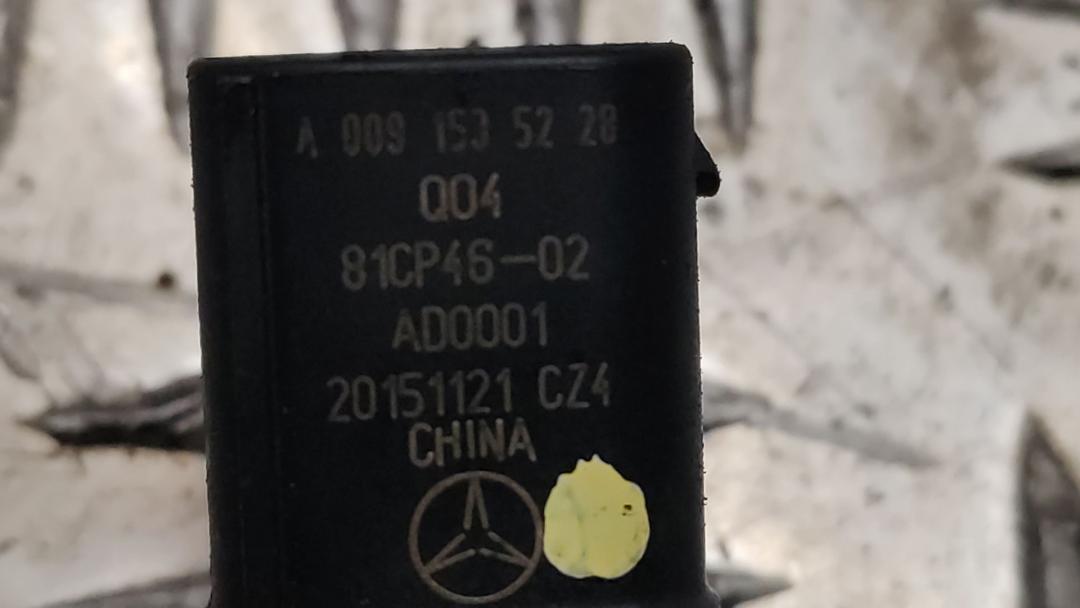 A 009 153 52 28
Q04
81CP46-02
AD0001
20151121 CZ4
CHINA